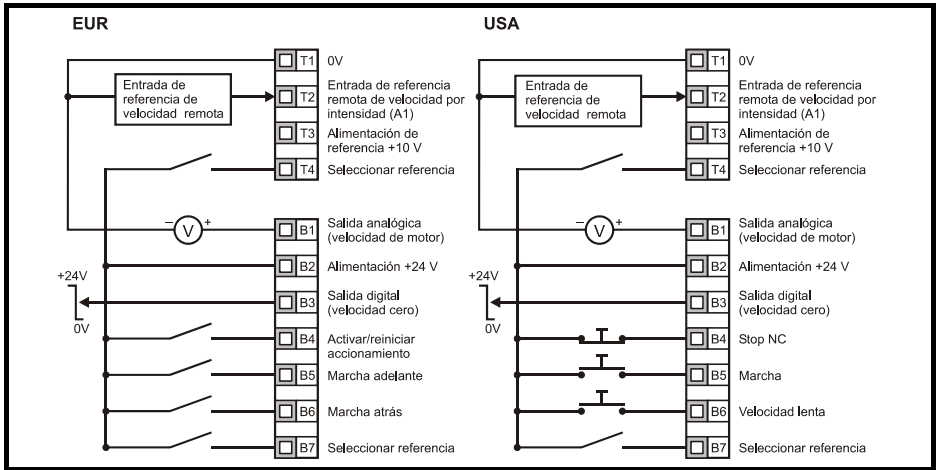 EUR
T1 0V
Entrada de
referencia de
velocidad remota
T2 Entrada de referencia
remota de velocidad por
intensidad (A1)
T3 Alimentación de
referencia +10 V
T4 Seleccionar referencia
– V +
B1 Salida analógica
(velocidad de motor)
B2 Alimentación +24 V
+24V
0V
B3 Salida digital
(velocidad cero)
B4 Activar/reiniciar
accionamiento
B5 Marcha adelante
B6 Marcha atrás
B7 Seleccionar referencia
USA
T1 0V
Entrada de
referencia de
velocidad remota
T2 Entrada de referencia
remota de velocidad por
intensidad (A1)
T3 Alimentación de
referencia +10 V
T4 Seleccionar referencia
– V +
B1 Salida analógica
(velocidad de motor)
B2 Alimentación +24 V
+24V
0V
B3 Salida digital
(velocidad cero)
B4 Stop NC
B5 Marcha
B6 Velocidad lenta
B7 Seleccionar referencia